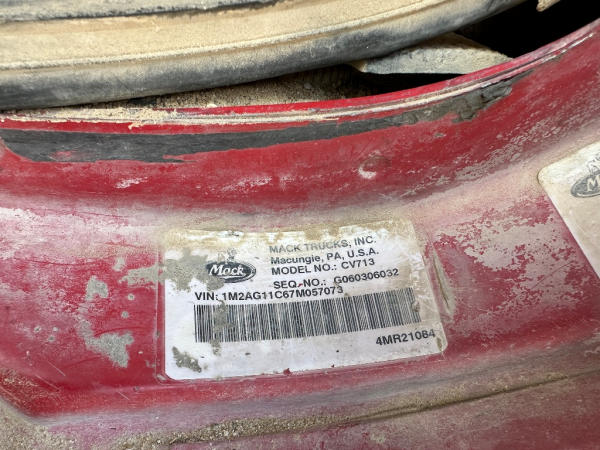 MACK TRUCKS, INC.
Macungie, PA, U.S.A.
Mack
MODEL NO.: CV713
SEQ-NO.: G060306032
VIN: 1M2AG11C67M057073
4MR21084